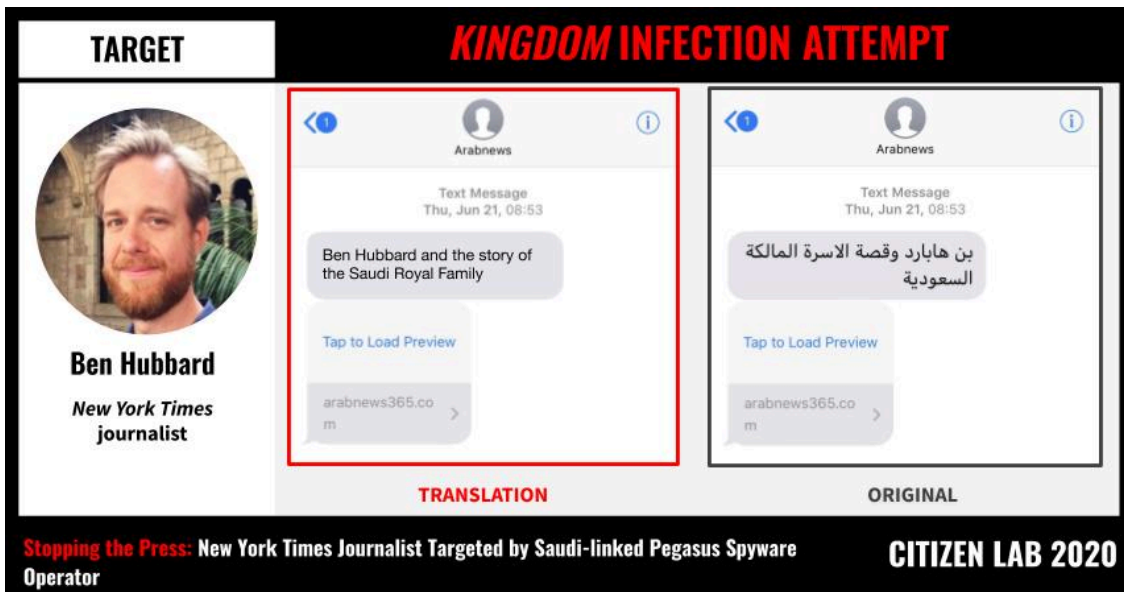 TARGET
KINGDOM INFECTION ATTEMPT
Ben Hubbard
New York Times
journalist
1
Arabnews
Text Message
Thu, Jun 21, 08:53
Ben Hubbard and the story of
the Saudi Royal Family
Tap to Load Preview
arabnews365.co
m
TRANSLATION
1
Arabnews
Text Message
Thu, Jun 21, 08:53
بن هابارد وقصة الاسرة المالكة
السعودية
Tap to Load Preview
arabnews365.co
m
ORIGINAL
Stopping the Press: New York Times Journalist Targeted by Saudi-linked Pegasus Spyware
Operator
CITIZEN LAB 2020